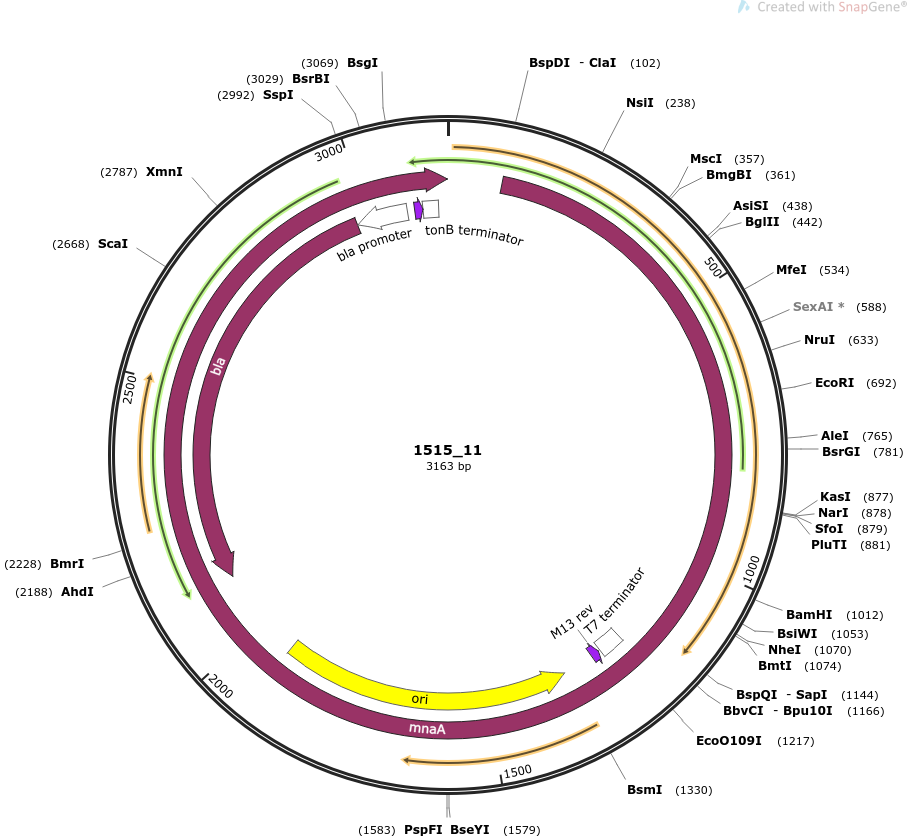 Created with SnapGene®
(3069) BsgI
(3029) BsrBI
(2992) SspI
(2787) XmnI
(2668) ScaI
(2228) BmrI
(2188) AhdI
BspDI - ClaI (102)
NsiI (238)
MscI (357)
BmgBI (361)
AsiSI (438)
BglII (442)
MfeI (534)
SexAI * (588)
NruI (633)
EcoRI (692)
AleI (765)
BsrGI (781)
KasI (877)
NarI (878)
SfoI (879)
PluTI (881)
BamHI (1012)
BsiWI (1053)
NheI (1070)
BmtI (1074)
BspQI - SapI (1144)
BbvCI - Bpu10I (1166)
EcoO109I (1217)
BsmI (1330)
(1583) PspFI BseYI (1579)
500
1000
1500
2000
2500
3000
bla promoter
tonB terminator
bla
1515_11
3163 bp
M13 rev
T7 terminator
ori
mnaA